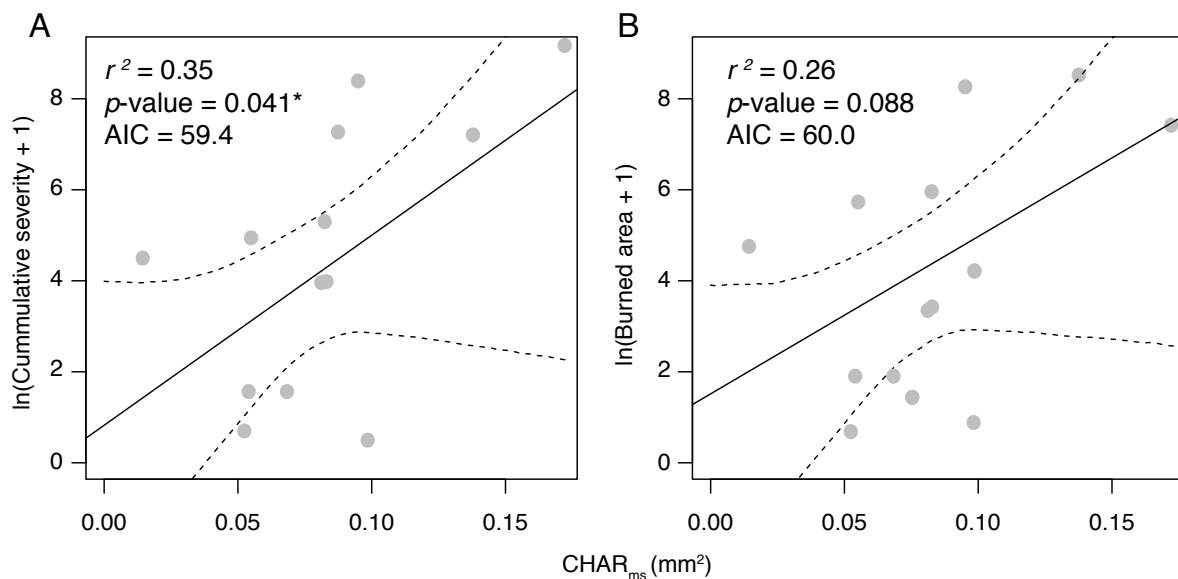 A
r² = 0.35
p-value = 0.041*
AIC = 59.4
ln(Cummulative severity + 1)
8
6
4
2
0
0.00 0.05 0.10 0.15
B
r² = 0.26
p-value = 0.088
AIC = 60.0
ln(Burned area + 1)
8
6
4
2
0
0.00 0.05 0.10 0.15
CHARms (mm²)